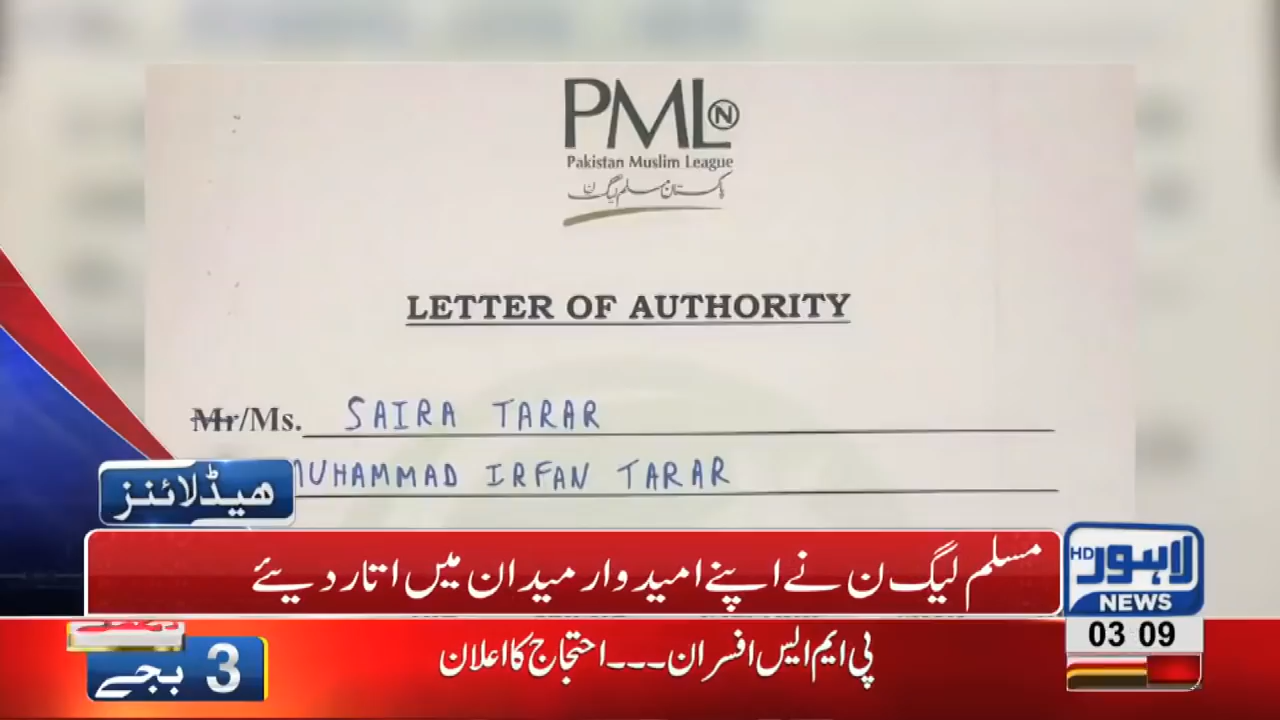 PML N
Pakistan Muslim League
پاکستان مسلم لیگ ن
LETTER OF AUTHORITY
Mr/Ms. SAIRA TARAR
MUHAMMAD IRFAN TARAR
ھیڈلائنز
مسلم لیگ ن نے اپنے امیدوار میدان میں اتار دیئے
HD لاہور
NEWS
03 09
3 بجے
پی ایم ایس افسران ۔۔۔ احتجاج کا اعلان